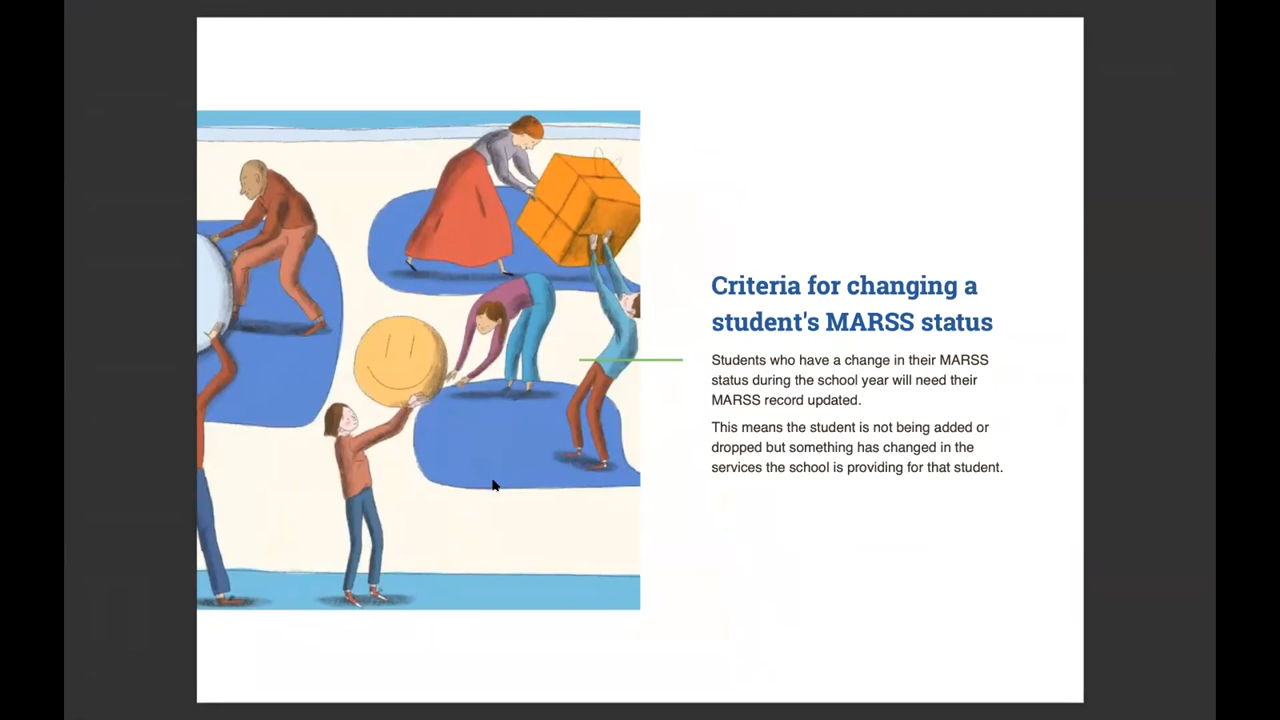 Criteria for changing a
student's MARSS status
Students who have a change in their MARSS
status during the school year will need their
MARSS record updated.
This means the student is not being added or
dropped but something has changed in the
services the school is providing for that student.